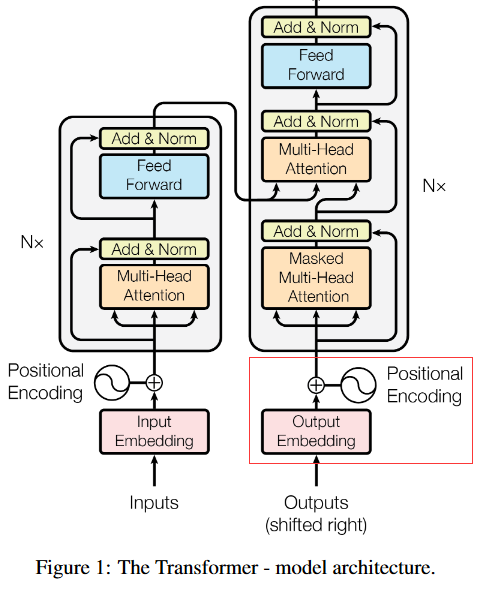 Add & Norm
Feed
Forward
Add & Norm
Multi-Head
Attention
Add & Norm
Masked
Multi-Head
Attention
Nx
Positional
Encoding
Output
Embedding
Outputs
(shifted right)
Add & Norm
Feed
Forward
Add & Norm
Multi-Head
Attention
N×
Positional
Encoding
Input
Embedding
Inputs
Figure 1: The Transformer - model architecture.